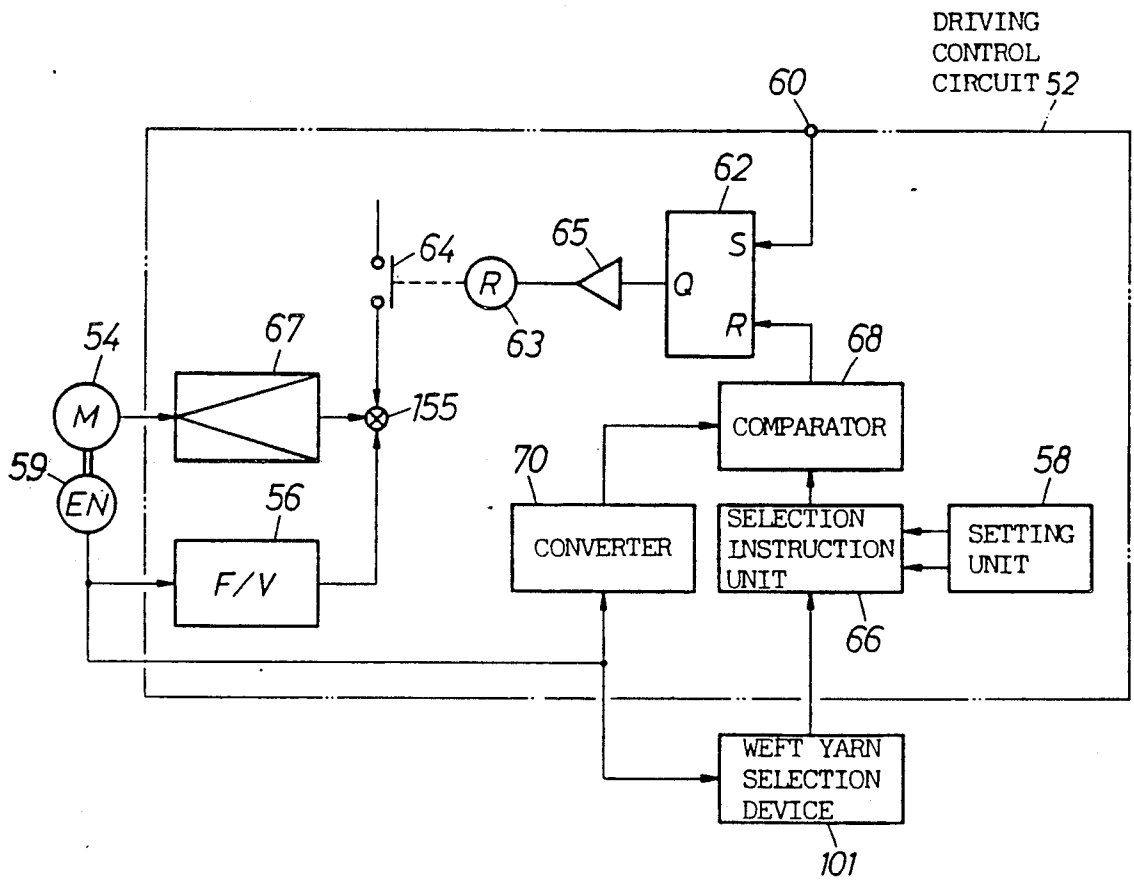 DRIVING
CONTROL
CIRCUIT 52
60
62
S
Q
R
65
64
R
63
67
68
54
M
155
COMPARATOR
59
EN
56
F/V
70
CONVERTER
SELECTION
INSTRUCTION
UNIT
58
SETTING
UNIT
66
WEFT YARN
SELECTION
DEVICE
101